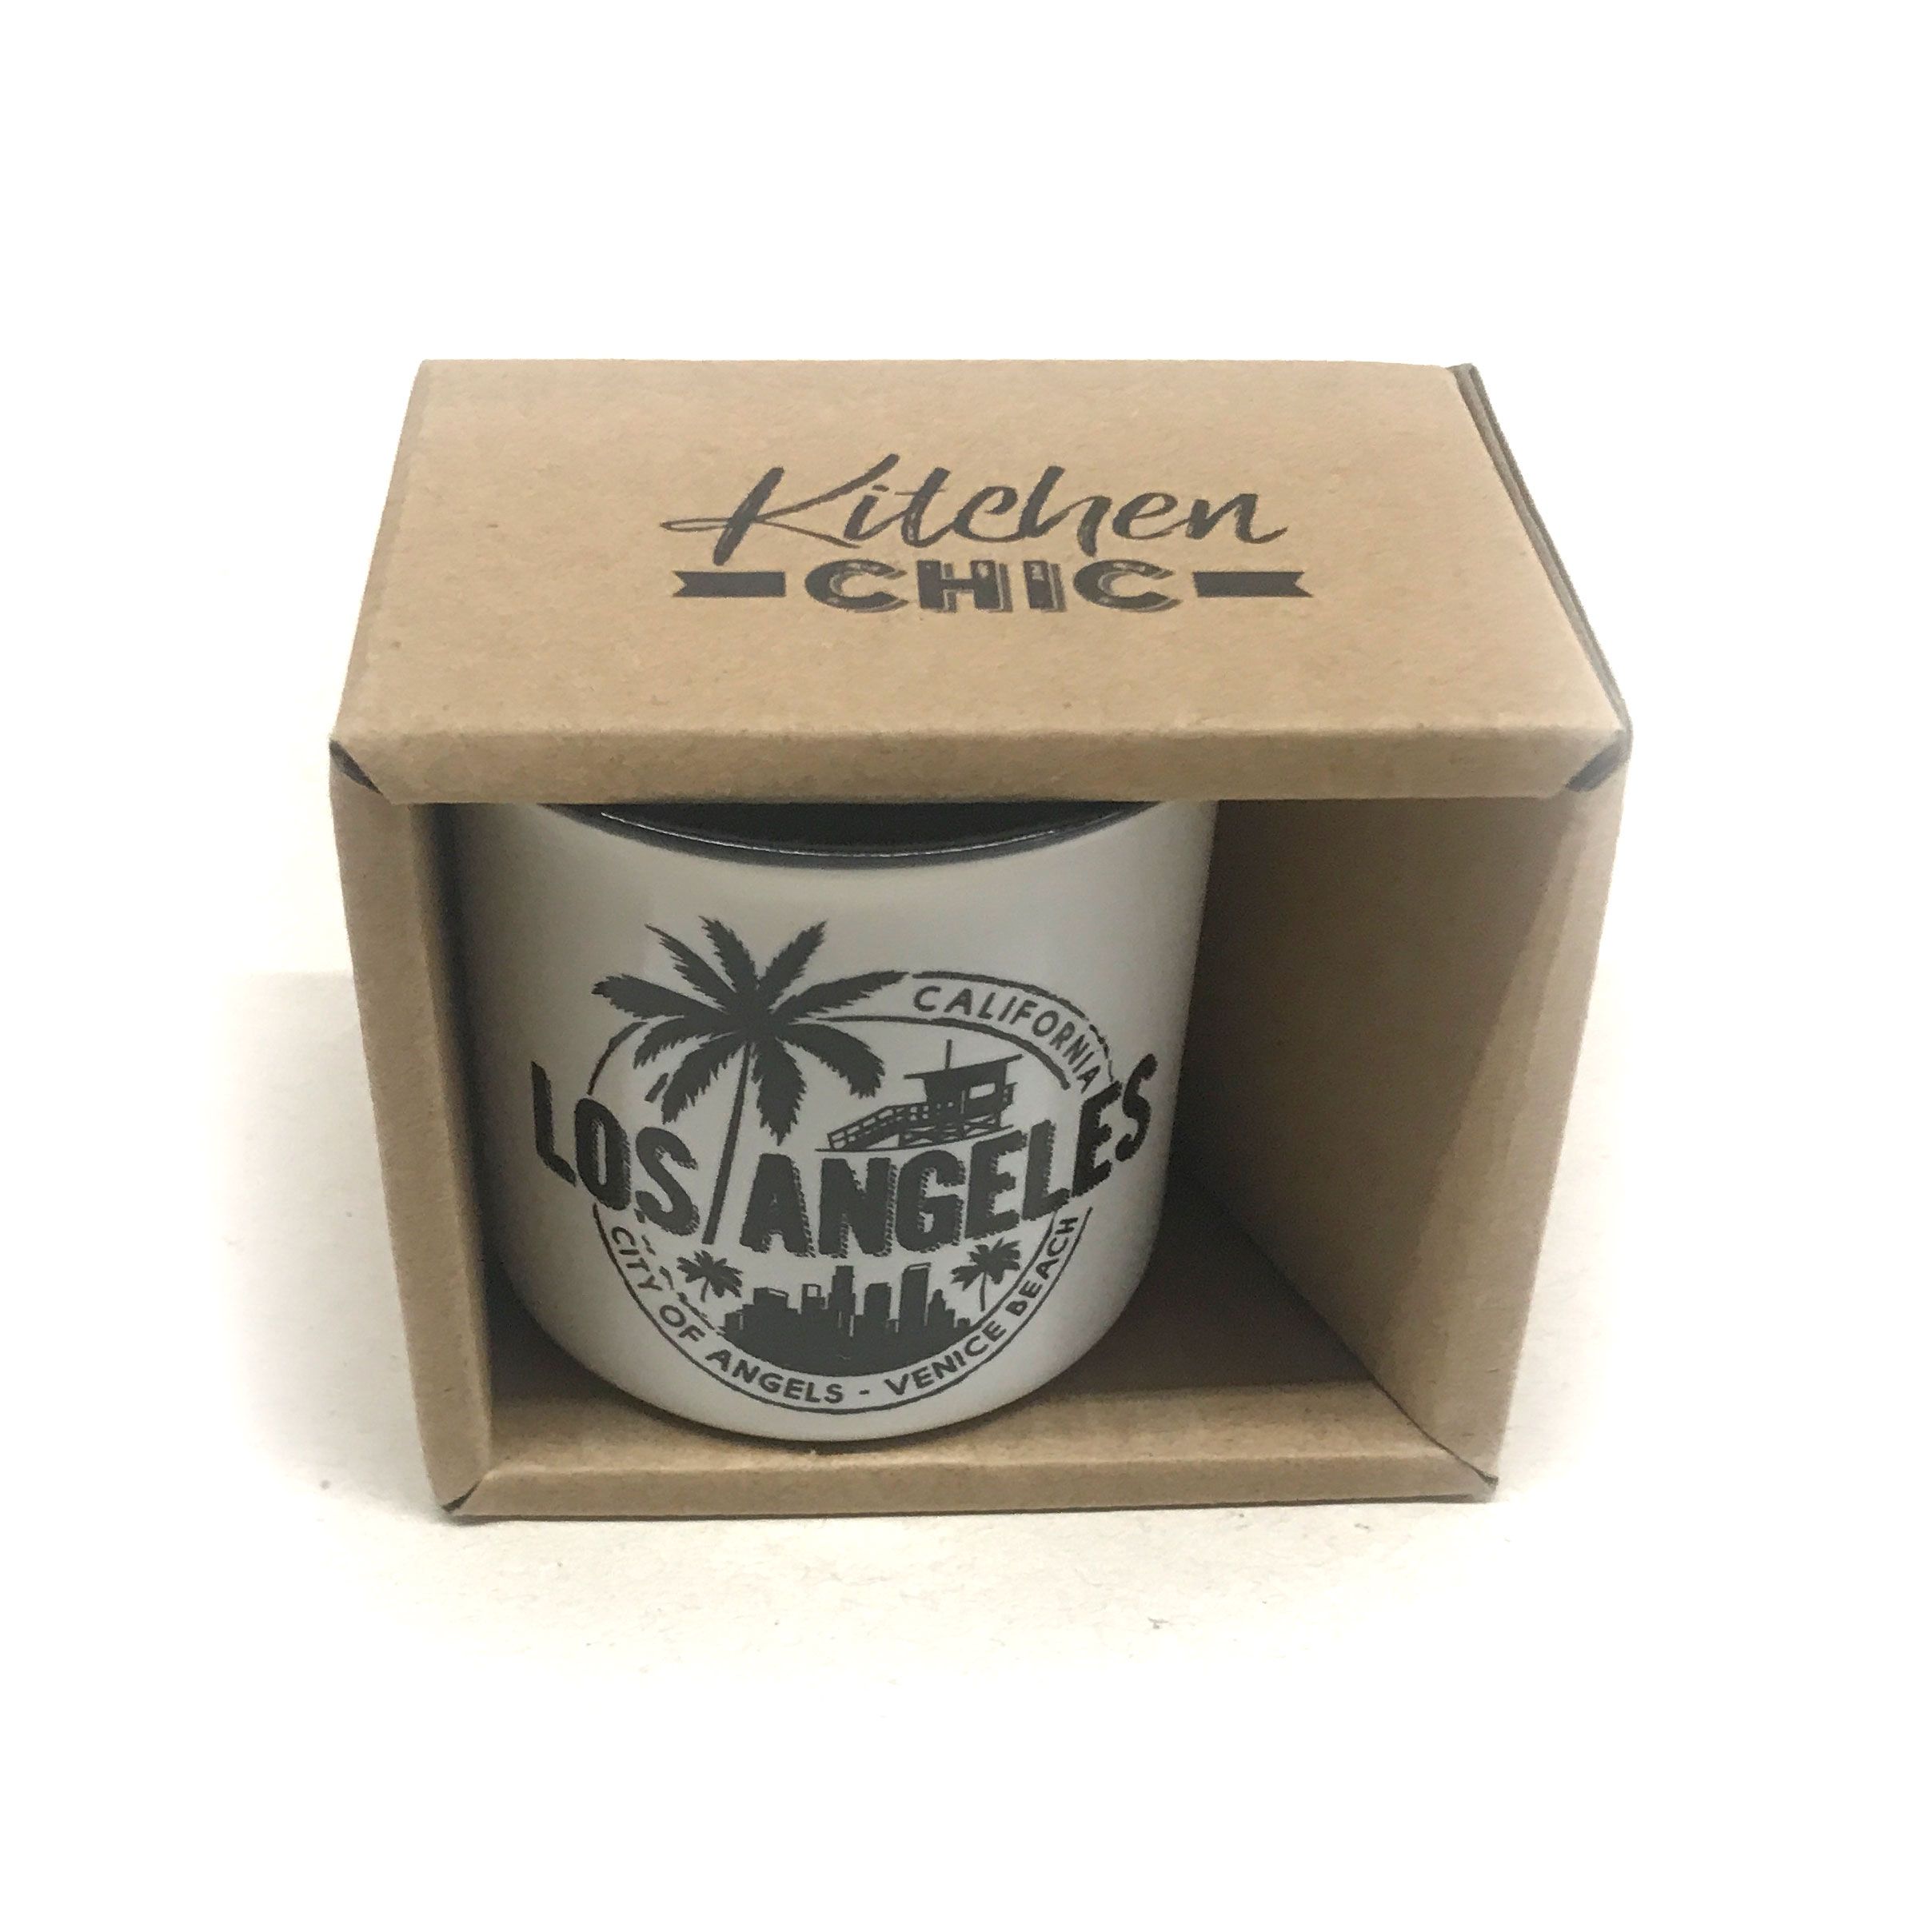 Kitchen
CHIC
CALIFORNIA
LOS ANGELES
CITY OF ANGELS - VENICE BEACH